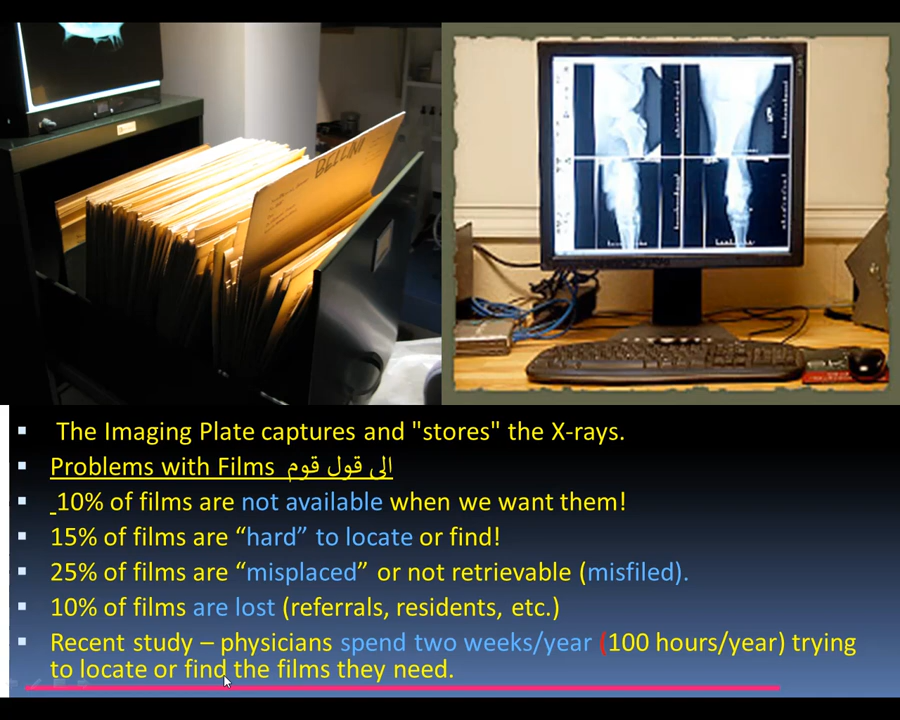 BELLINI
▪ The Imaging Plate captures and "stores" the X-rays.
▪ Problems with Films الى قول قوم
▪ 10% of films are not available when we want them!
▪ 15% of films are “hard” to locate or find!
▪ 25% of films are “misplaced” or not retrievable (misfiled).
▪ 10% of films are lost (referrals, residents, etc.)
▪ Recent study – physicians spend two weeks/year (100 hours/year) trying
to locate or find the films they need.